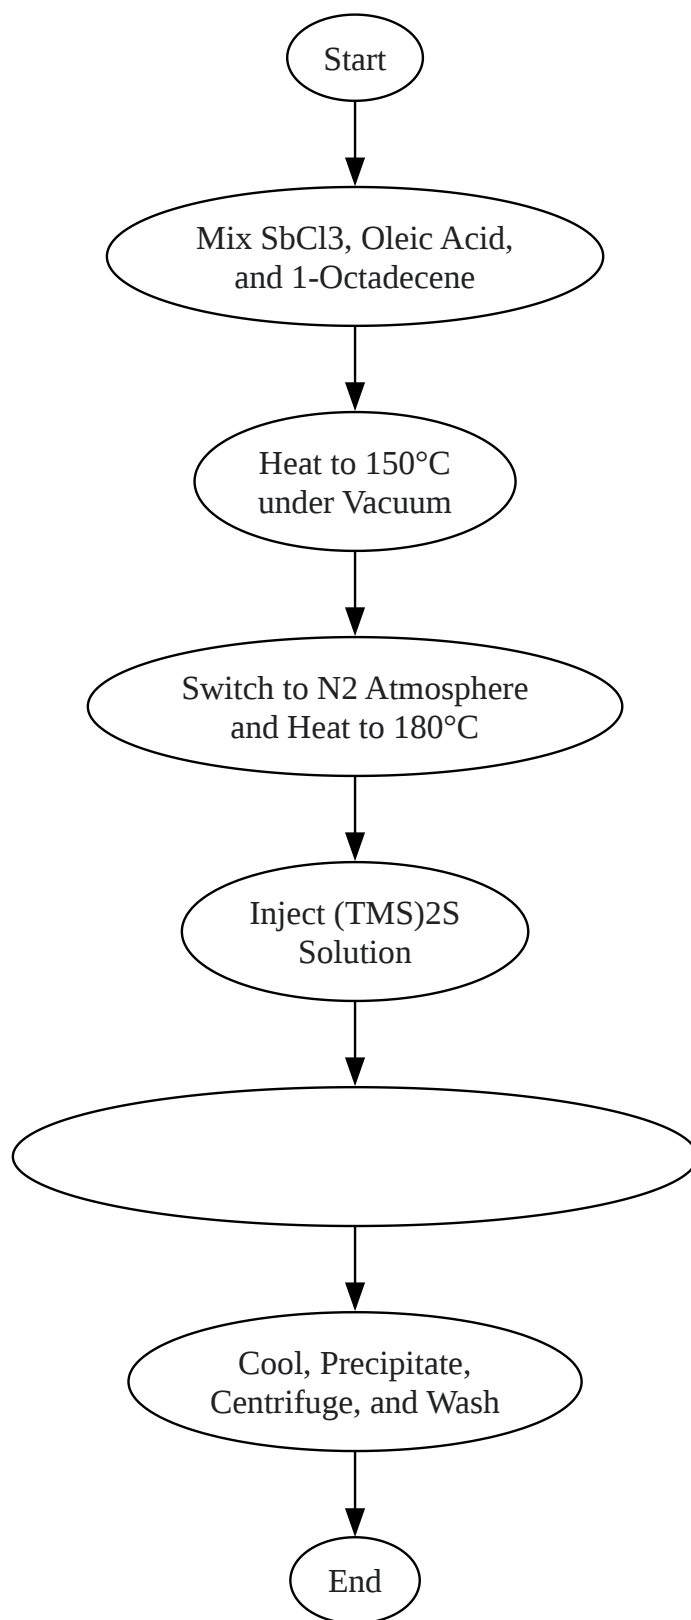 Start
Mix SbCl3, Oleic Acid,
and 1-Octadecene
Heat to 150°C
under Vacuum
Switch to N2 Atmosphere
and Heat to 180°C
Inject (TMS)2S
Solution
Cool, Precipitate,
Centrifuge, and Wash
End